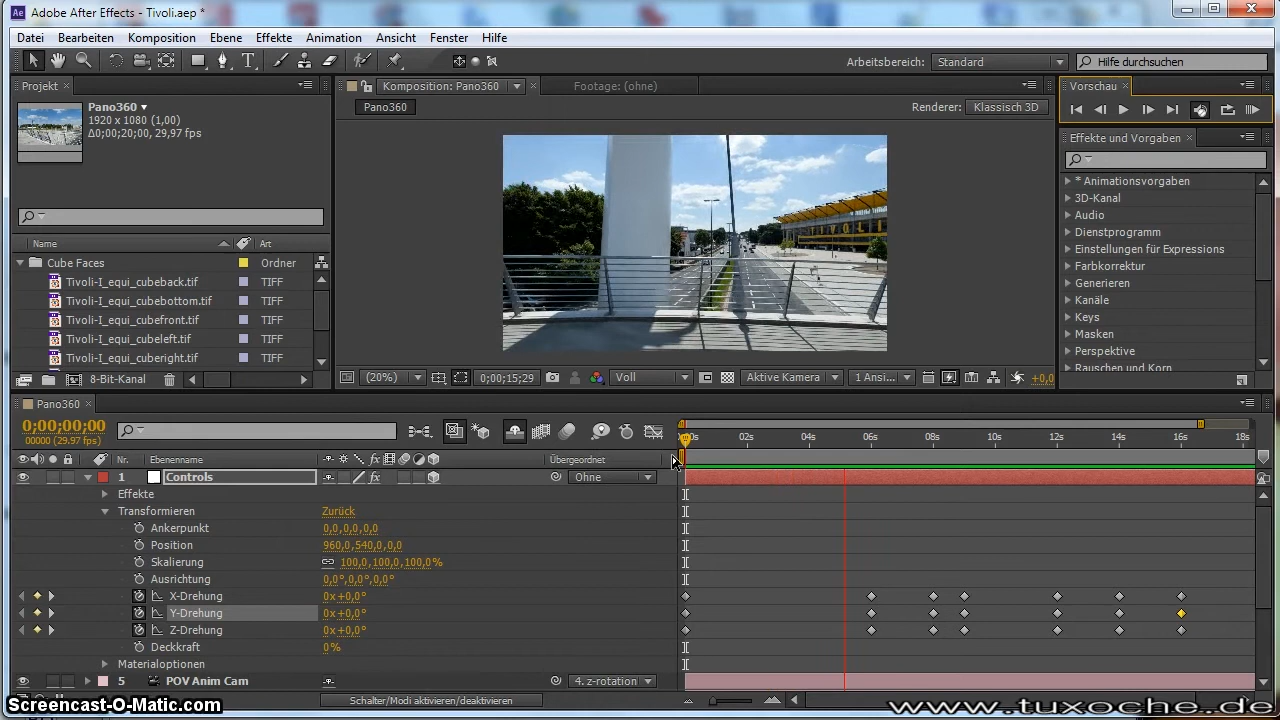 Ae Adobe After Effects - Tivoli.aep *
Datei Bearbeiten Komposition Ebene Effekte Animation Ansicht Fenster Hilfe
T Arbeitsbereich: Standard Hilfe durchsuchen
Projekt × Komposition: Pano360 × Footage: (ohne) Vorschau ×
Pano360
1920 x 1080 (1,00)
Δ0;00;20;00, 29,97 fps
Pano360 Renderer: Klassisch 3D
TIVOLI
Name Art
Cube Faces Ordner
Tivoli-I_equi_cubeback.tif TIFF
Tivoli-I_equi_cubebottom.tif TIFF
Tivoli-I_equi_cubefront.tif TIFF
Tivoli-I_equi_cubeleft.tif TIFF
Tivoli-I_equi_cuberight.tif TIFF
8-Bit-Kanal
(20%) 0;00;15;29 Voll Aktive Kamera 1 Ansi... +0,0
Effekte und Vorgaben ×
* Animationsvorgaben
3D-Kanal
Audio
Dienstprogramm
Einstellungen für Expressions
Farbkorrektur
Generieren
Kanäle
Keys
Masken
Perspektive
Rauschen und Korn
Pano360 ×
0;00;00;00
00000 (29.97 fps)
0s 02s 04s 06s 08s 10s 12s 14s 16s 18s
Nr. Ebenenname fx Übergeordnet
1 Controls fx Ohne
Effekte
Transformieren Zurück
Ankerpunkt 0,0,0,0,0,0
Position 960,0,540,0,0,0
Skalierung 100,0,100,0,100,0%
Ausrichtung 0,0°,0,0°,0,0°
X-Drehung 0x+0,0°
Y-Drehung 0x+0,0°
Z-Drehung 0x+0,0°
Deckkraft 0%
Materialoptionen
5 POV Anim Cam 4. z-rotation
Schalter/Modi aktivieren/deaktivieren
Screencast-O-Matic.com
www.tuxoche.de